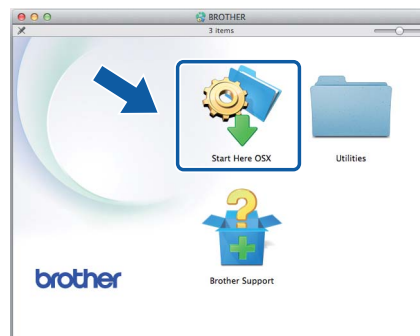 BROTHER
3 items
Start Here OSX
Utilities
Brother Support
brother